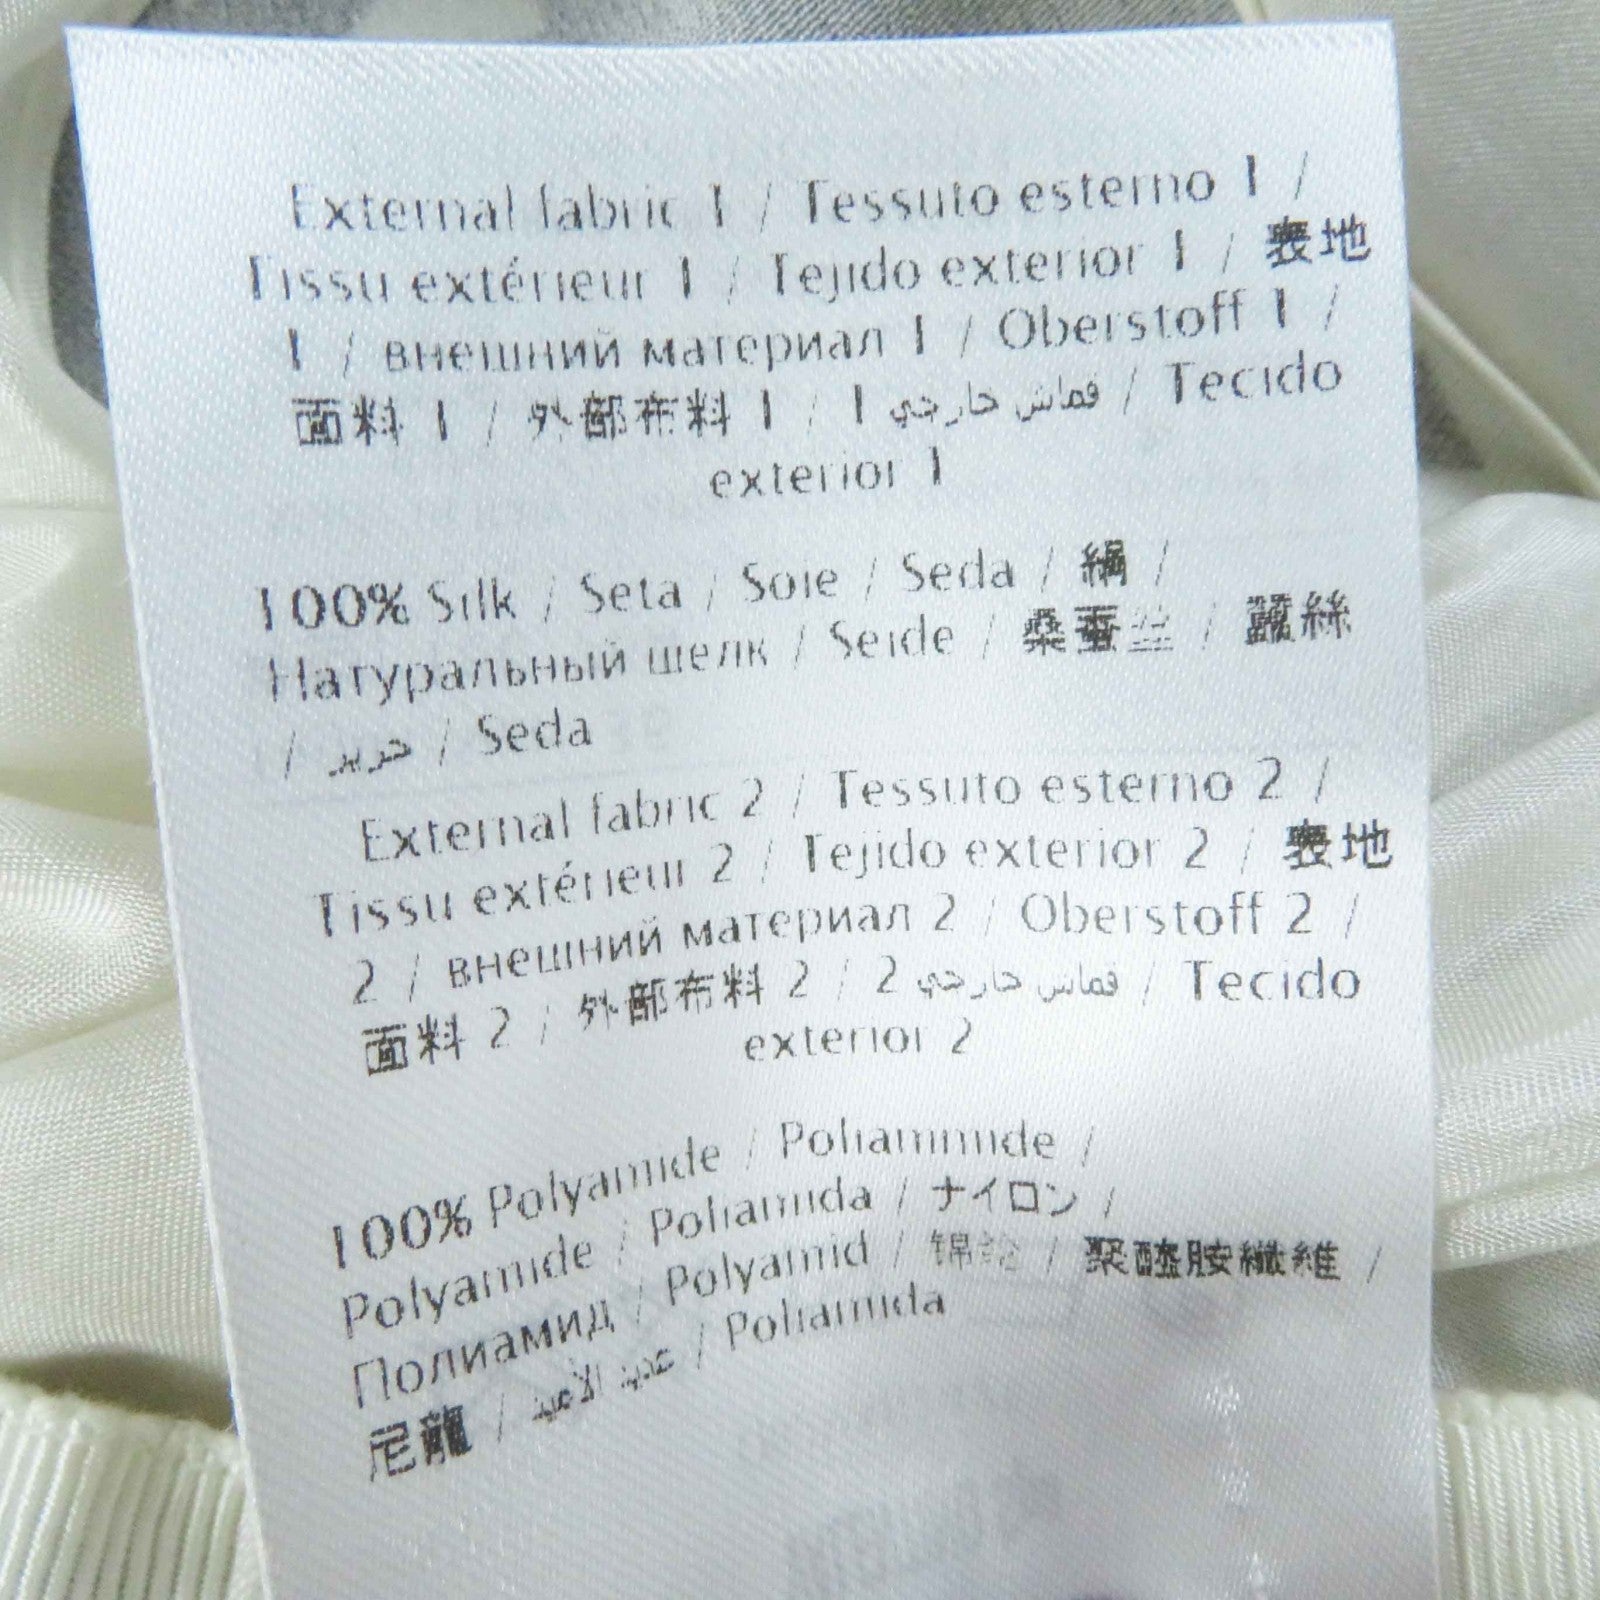 External fabric 1 / Tessuto esterno 1 /
Tissu extérieur 1 / Tejido exterior 1 / 表地
1 / внешний материал 1 / Oberstoff 1 /
面料 1 / 外部布料 1 / 1 قماش خارجي / Tecido
exterior 1
100% Silk / Seta / Soie / Seda / 絹 /
Натуральный шелк / Seide / 桑蚕丝 / 蠶絲
/ حرير / Seda
External fabric 2 / Tessuto esterno 2 /
Tissu extérieur 2 / Tejido exterior 2 / 表地
2 / внешний материал 2 / Oberstoff 2 /
面料 2 / 外部布料 2 / 2 قماش خارجي / Tecido
exterior 2
100% Polyamide / Poliammide /
Polyamide / Poliamida / ナイロン /
Полиамид / Polyamid / 锦纶 / 聚醯胺纖維 /
尼龍 / عديد الأميد / Poliamida